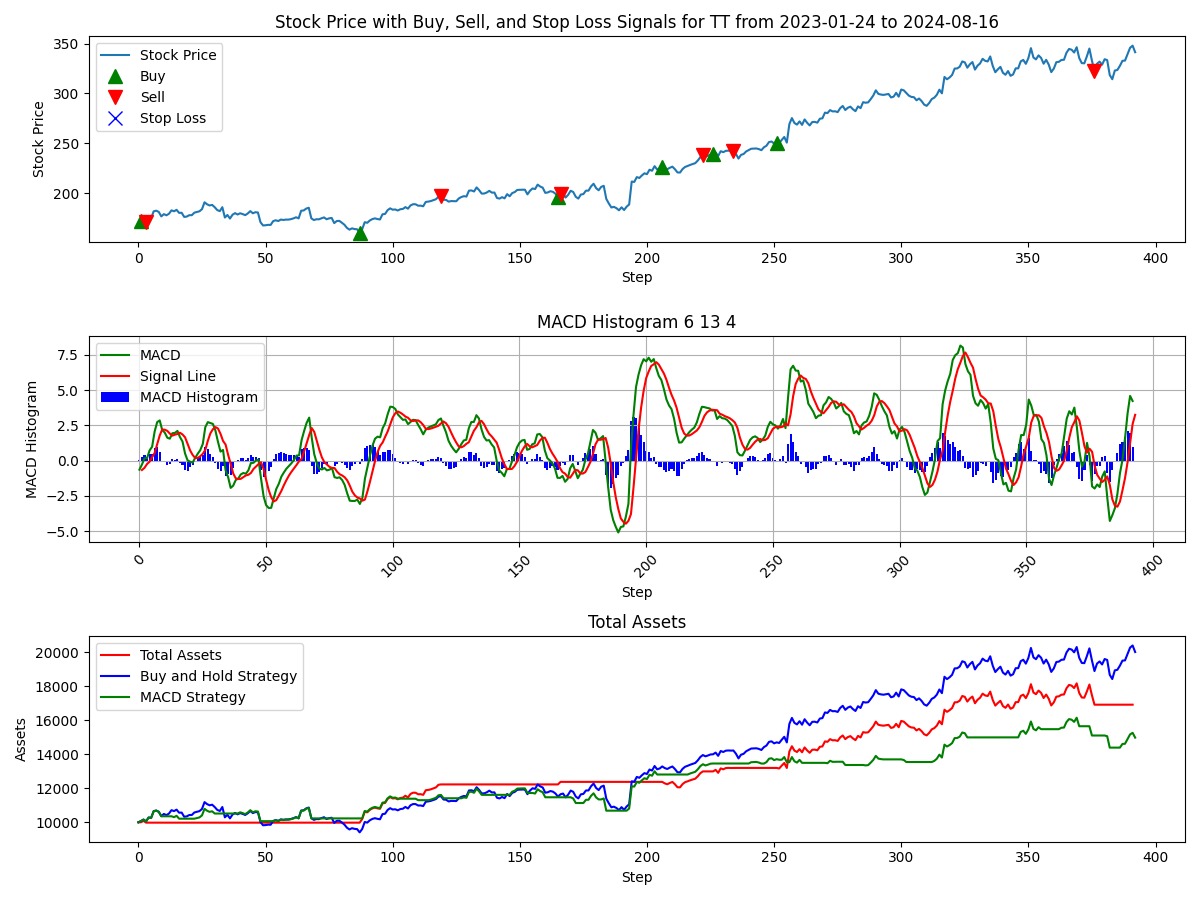 Stock Price with Buy, Sell, and Stop Loss Signals for TT from 2023-01-24 to 2024-08-16
350
300
250
200
Stock Price
Stock Price
Buy
Sell
Stop Loss
0 50 100 150 200 250 300 350 400
Step
MACD Histogram 6 13 4
7.5
5.0
2.5
0.0
−2.5
−5.0
MACD Histogram
MACD
Signal Line
MACD Histogram
0 50 100 150 200 250 300 350 400
Step
Total Assets
20000
18000
16000
14000
12000
10000
Assets
Total Assets
Buy and Hold Strategy
MACD Strategy
0 50 100 150 200 250 300 350 400
Step